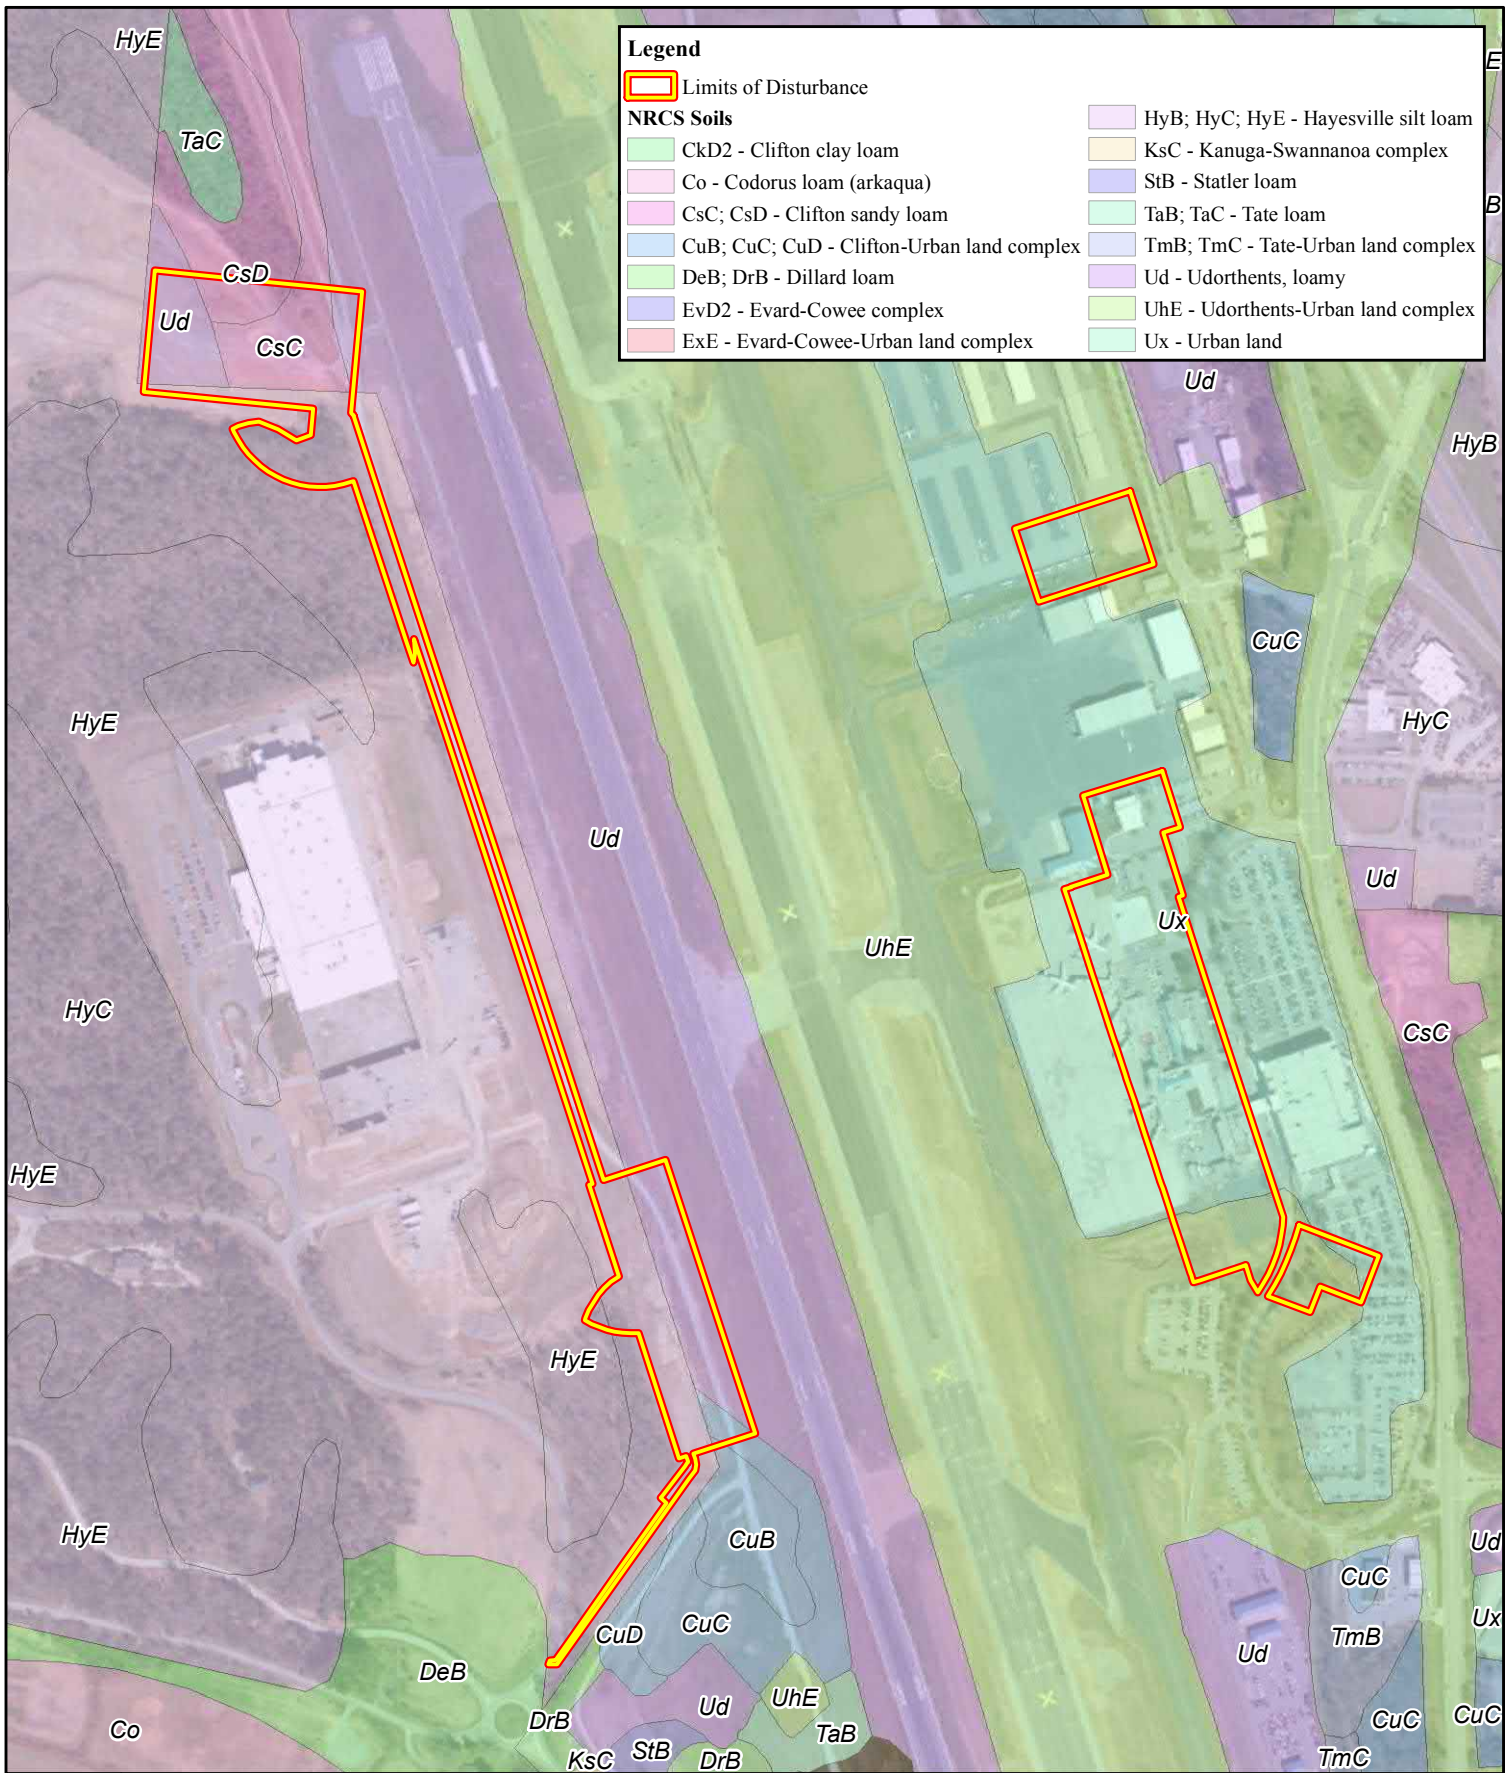 Legend
Limits of Disturbance
NRCS Soils
CkD2 - Clifton clay loam
Co - Codorus loam (arkaqua)
CsC; CsD - Clifton sandy loam
CuB; CuC; CuD - Clifton-Urban land complex
DeB; DrB - Dillard loam
EvD2 - Evard-Cowee complex
ExE - Evard-Cowee-Urban land complex
HyB; HyC; HyE - Hayesville silt loam
KsC - Kanuga-Swannanoa complex
StB - Statler loam
TaB; TaC - Tate loam
TmB; TmC - Tate-Urban land complex
Ud - Udorthents, loamy
UhE - Udorthents-Urban land complex
Ux - Urban land
HyE
E
TaC
B
CsD
Ud
CsC
Ud
HyB
CuC
HyE
HyC
Ud
Ud
Ux
UhE
HyC
CsC
HyE
HyE
HyE
CuB
Ud
CuC
Ux
CuC
CuD
TmB
Ud
DeB
UhE
Ud
DrB
TaB
CuC
CuC
Co
StB
KsC
DrB
TmC